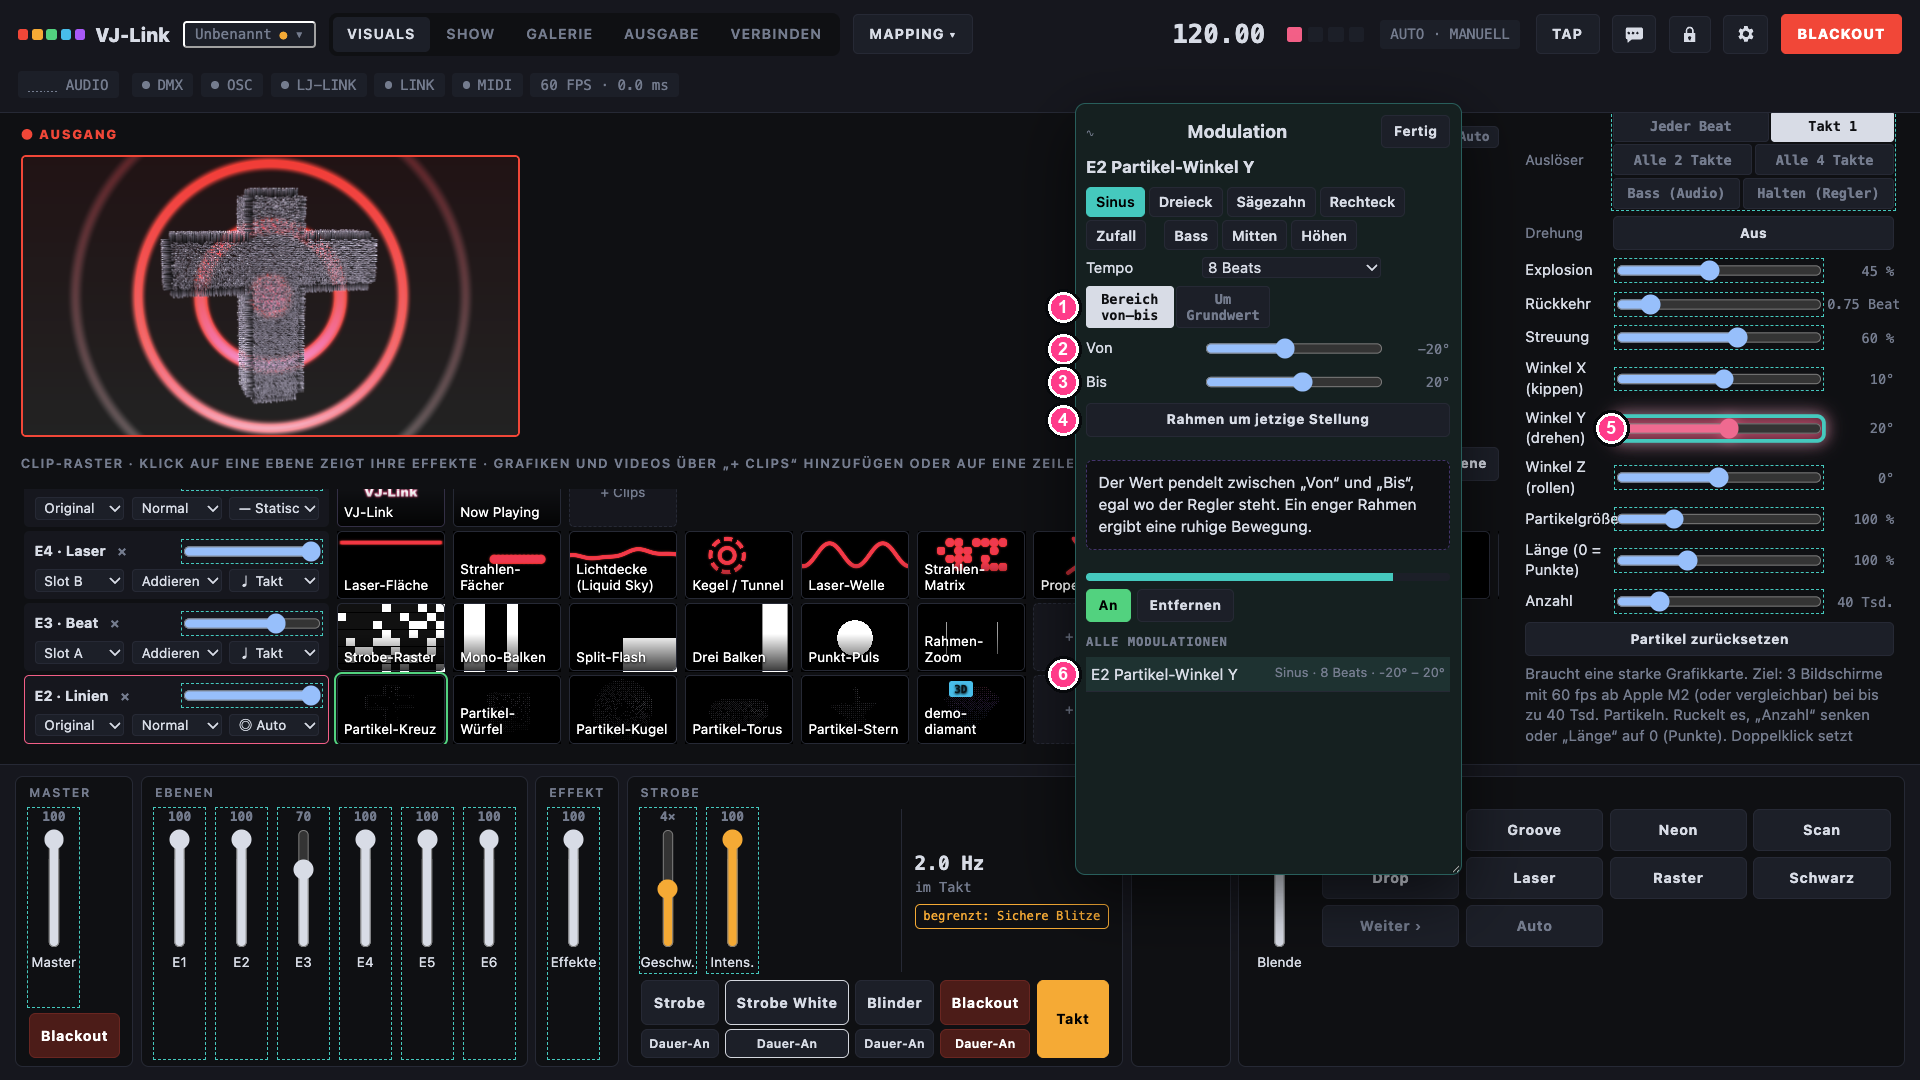 VJ-Link
Unbenannt
VISUALS
SHOW
GALERIE
AUSGABE
VERBINDEN
MAPPING
120.00
AUTO · MANUELL
TAP
BLACKOUT
AUDIO
DMX
OSC
LJ-LINK
LINK
MIDI
60 FPS · 0.0 ms
AUSGANG
CLIP-RASTER · KLICK AUF EINE EBENE ZEIGT IHRE EFFEKTE · GRAFIKEN UND VIDEOS ÜBER „+ CLIPS“ HINZUFÜGEN ODER AUF EINE ZEILE
Original
Normal
— Statisc
VJ-Link
VJ-Link
Now Playing
+ Clips
E4 · Laser ×
Slot B
Addieren
♩ Takt
Laser-Fläche
Strahlen-
Fächer
Lichtdecke
(Liquid Sky)
Kegel / Tunnel
Laser-Welle
Strahlen-
Matrix
Prope
E3 · Beat ×
Slot A
Addieren
♩ Takt
Strobe-Raster
Mono-Balken
Split-Flash
Drei Balken
Punkt-Puls
Rahmen-
Zoom
+
E2 · Linien ×
Original
Normal
◎ Auto
Partikel-Kreuz
Partikel-
Würfel
Partikel-Kugel
Partikel-Torus
Partikel-Stern
3D
demo-
diamant
+
Modulation
Fertig
E2 Partikel-Winkel Y
Sinus
Dreieck
Sägezahn
Rechteck
Zufall
Bass
Mitten
Höhen
Tempo
8 Beats
1
Bereich
von–bis
Um
Grundwert
2
Von
−20°
3
Bis
20°
4
Rahmen um jetzige Stellung
Der Wert pendelt zwischen „Von“ und „Bis“,
egal wo der Regler steht. Ein enger Rahmen
ergibt eine ruhige Bewegung.
An
Entfernen
ALLE MODULATIONEN
6
E2 Partikel-Winkel Y
Sinus · 8 Beats · -20° – 20°
Auto
ene
Auslöser
Jeder Beat
Takt 1
Alle 2 Takte
Alle 4 Takte
Bass (Audio)
Halten (Regler)
Drehung
Aus
Explosion
45 %
Rückkehr
0.75 Beat
Streuung
60 %
Winkel X
(kippen)
10°
Winkel Y
(drehen)
5
20°
Winkel Z
(rollen)
0°
Partikelgröße
100 %
Länge (0 =
Punkte)
100 %
Anzahl
40 Tsd.
Partikel zurücksetzen
Braucht eine starke Grafikkarte. Ziel: 3 Bildschirme
mit 60 fps ab Apple M2 (oder vergleichbar) bei bis
zu 40 Tsd. Partikeln. Ruckelt es, „Anzahl“ senken
oder „Länge“ auf 0 (Punkte). Doppelklick setzt
MASTER
100
Master
Blackout
EBENEN
100
100
70
100
100
100
E1
E2
E3
E4
E5
E6
EFFEKT
100
Effekte
STROBE
4×
100
Geschw.
Intens.
2.0 Hz
im Takt
begrenzt: Sichere Blitze
Strobe
Strobe White
Blinder
Blackout
Takt
Dauer-An
Dauer-An
Dauer-An
Dauer-An
Blende
Groove
Neon
Scan
Drop
Laser
Raster
Schwarz
Weiter ›
Auto